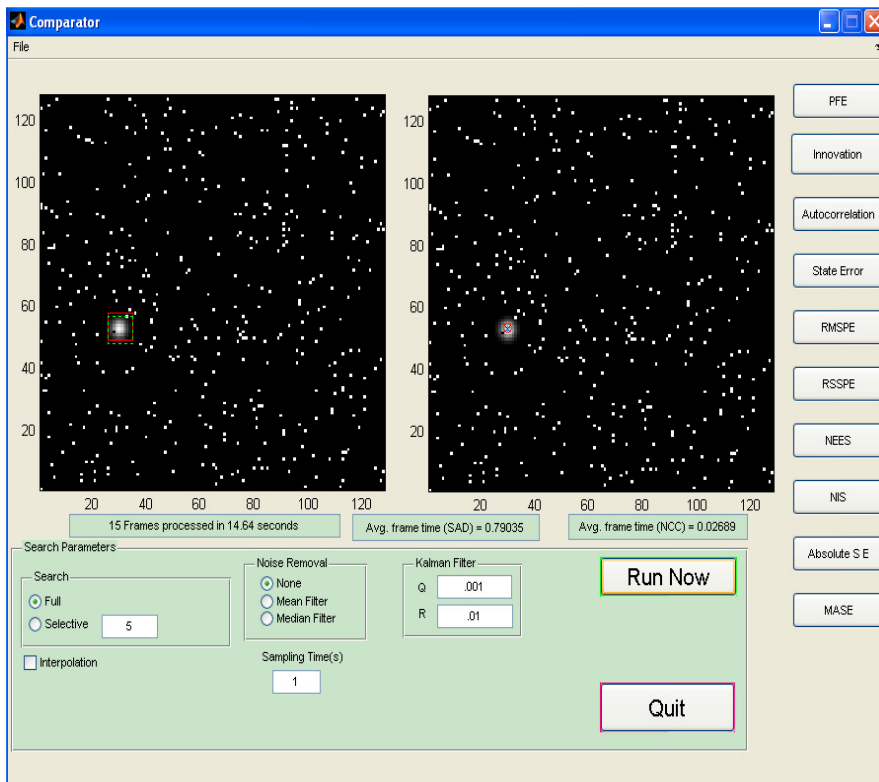 Comparator
File
120
100
80
60
40
20
20 40 60 80 100 120
120
100
80
60
40
20
20 40 60 80 100 120
15 Frames processed in 14.64 seconds
Avg. frame time (SAD) = 0.79035
Avg. frame time (NCC) = 0.02689
PFE
Innovation
Autocorrelation
State Error
RMSPE
RSSPE
NEES
NIS
Absolute S E
MASE
Search Parameters
Search
Full
Selective 5
Interpolation
Noise Removal
None
Mean Filter
Median Filter
Sampling Time(s)
1
Kalman Filter
Q .001
R .01
Run Now
Quit